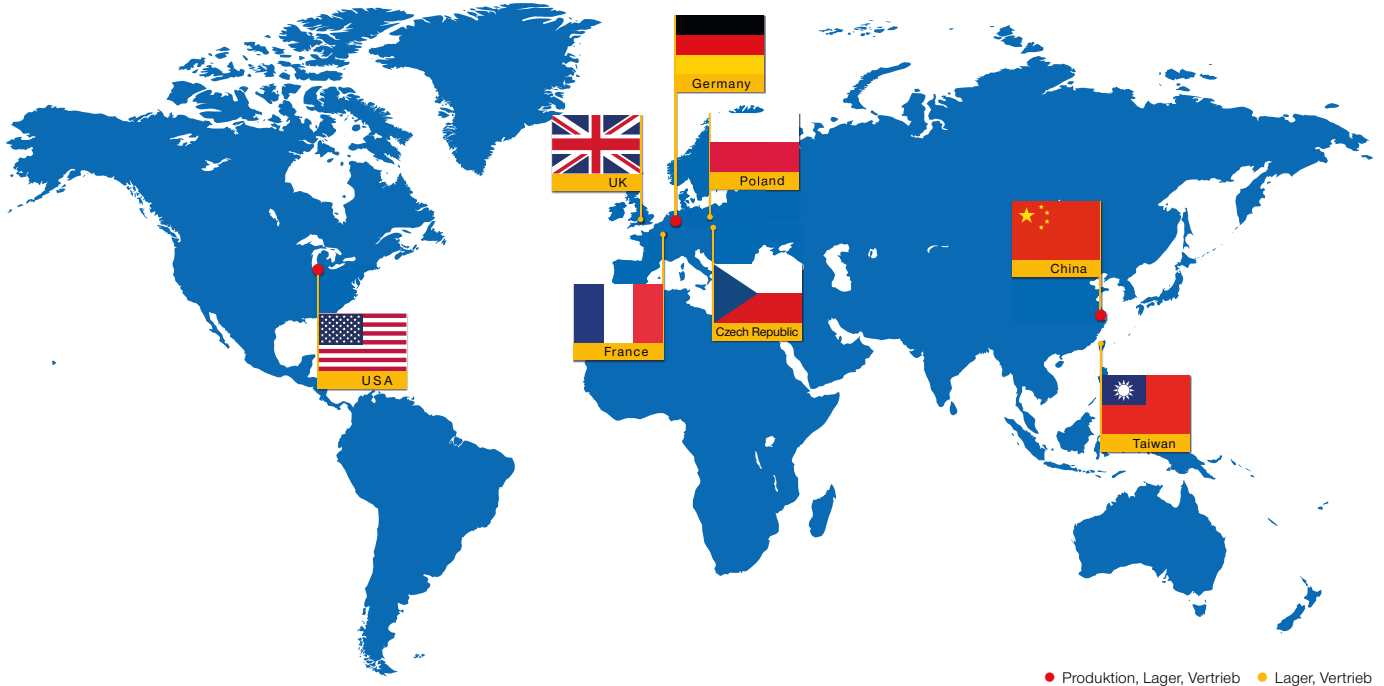 Germany
UK
Poland
China
Czech Republic
France
USA
Taiwan
Produktion, Lager, Vertrieb
Lager, Vertrieb